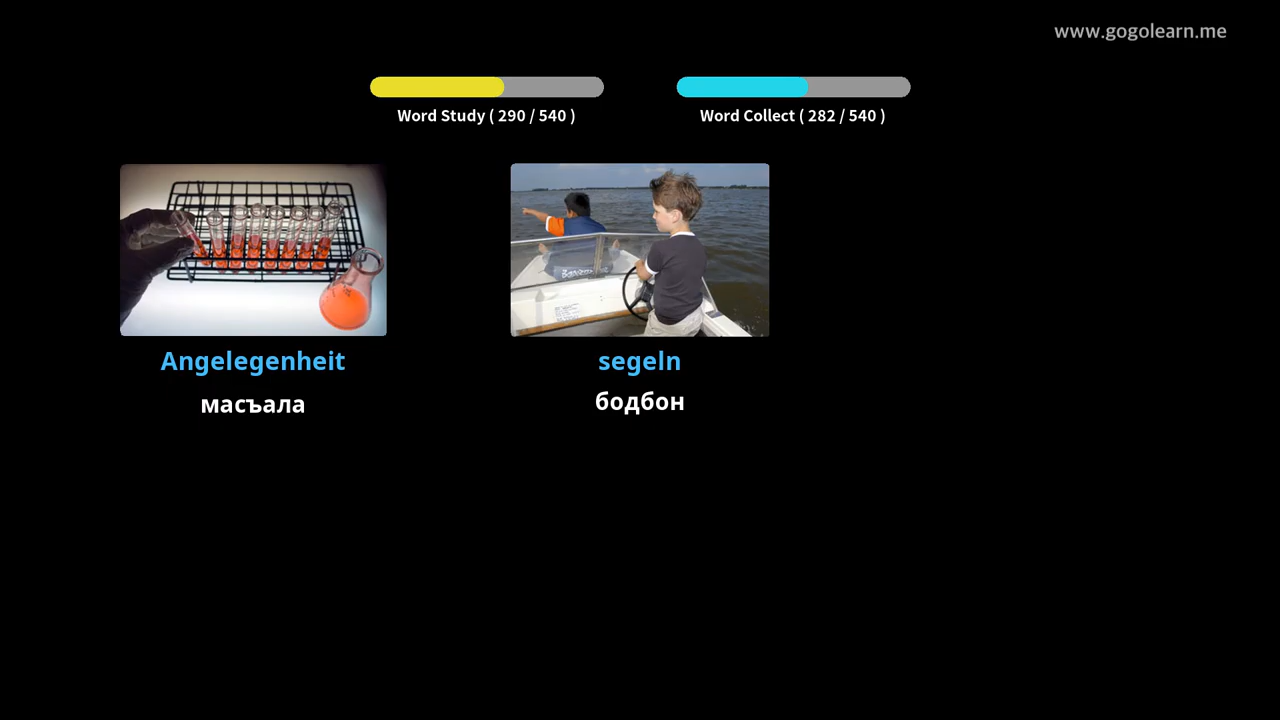 www.gogolearn.me
Word Study ( 290 / 540 )
Word Collect ( 282 / 540 )
Angelegenheit
segeln
масъала
бодбон